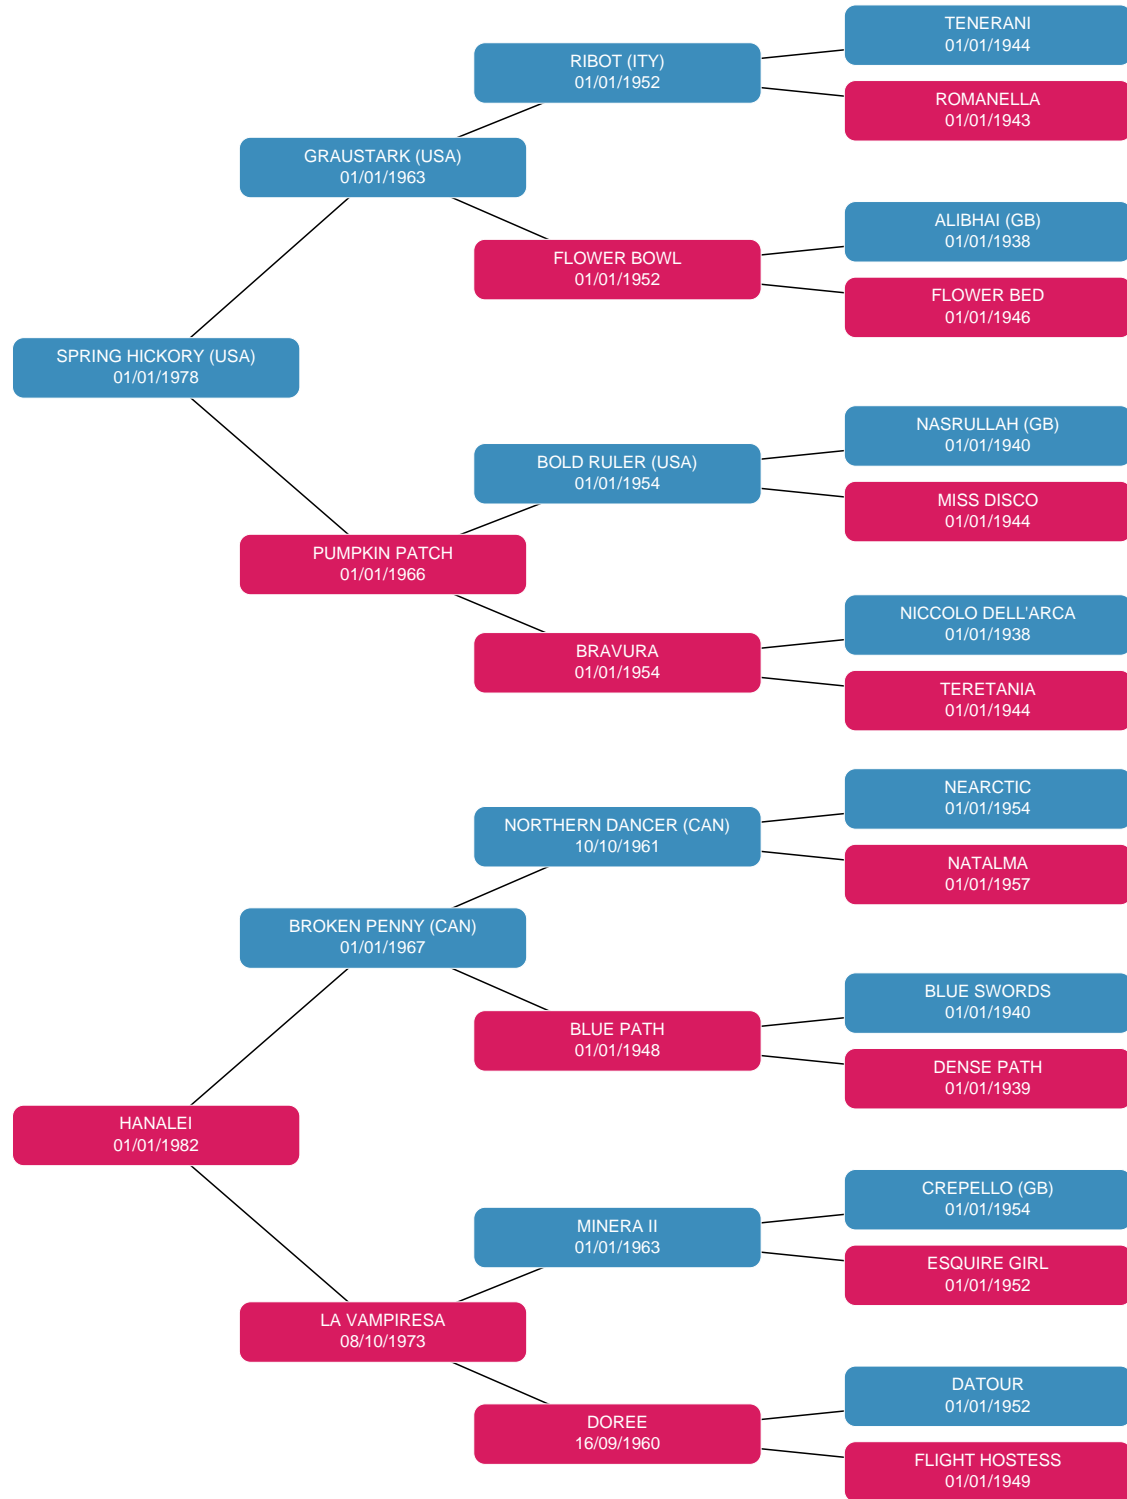 TENERANI
01/01/1944
RIBOT (ITY)
01/01/1952
ROMANELLA
01/01/1943
GRAUSTARK (USA)
01/01/1963
ALIBHAI (GB)
01/01/1938
FLOWER BOWL
01/01/1952
FLOWER BED
01/01/1946
SPRING HICKORY (USA)
01/01/1978
NASRULLAH (GB)
01/01/1940
BOLD RULER (USA)
01/01/1954
MISS DISCO
01/01/1944
PUMPKIN PATCH
01/01/1966
NICCOLO DELL'ARCA
01/01/1938
BRAVURA
01/01/1954
TERETANIA
01/01/1944
NEARCTIC
01/01/1954
NORTHERN DANCER (CAN)
10/10/1961
NATALMA
01/01/1957
BROKEN PENNY (CAN)
01/01/1967
BLUE SWORDS
01/01/1940
BLUE PATH
01/01/1948
DENSE PATH
01/01/1939
HANALEI
01/01/1982
CREPELLO (GB)
01/01/1954
MINERA II
01/01/1963
ESQUIRE GIRL
01/01/1952
LA VAMPIRESA
08/10/1973
DATOUR
01/01/1952
DOREE
16/09/1960
FLIGHT HOSTESS
01/01/1949